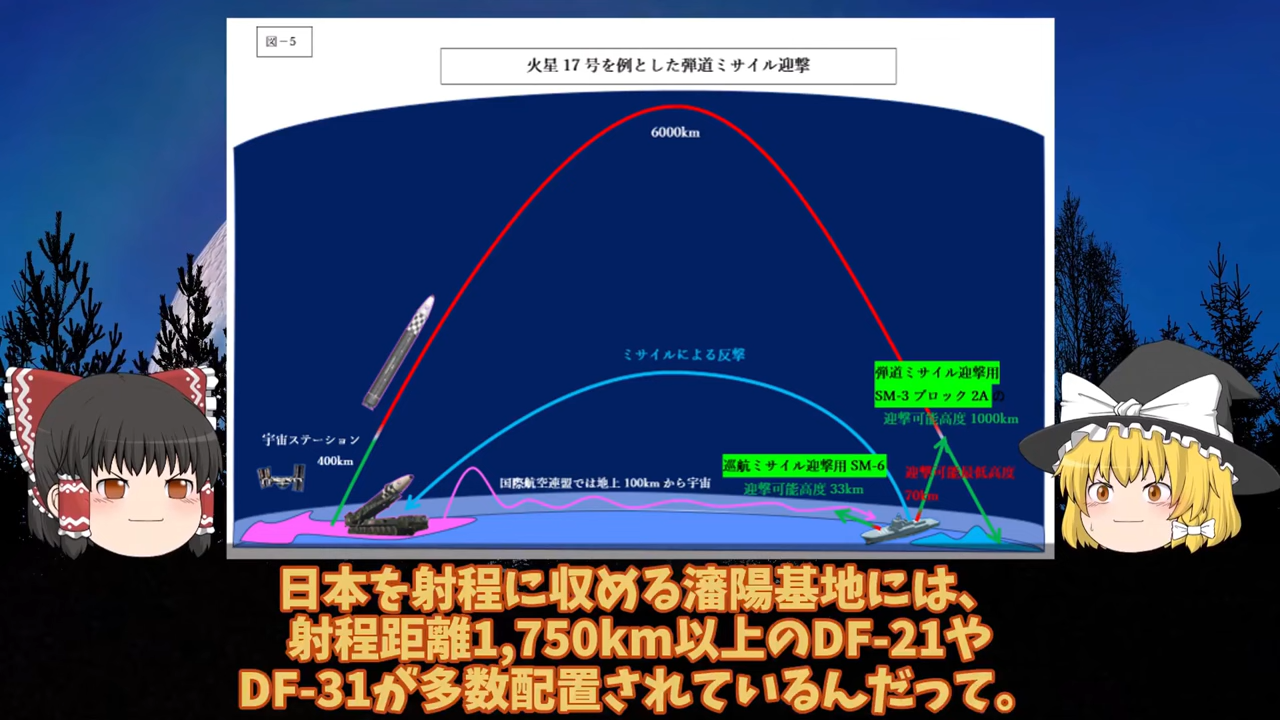 図－5
火星 17 号を例とした弾道ミサイル迎撃
6000km
ミサイルによる反撃
弾道ミサイル迎撃用
SM-3 ブロック 2A の
迎撃可能高度 1000km
宇宙ステーション
400km
国際航空連盟では地上 100km から宇宙
巡航ミサイル迎撃用 SM-6
迎撃可能高度 33km
迎撃可能最低高度
70km
日本を射程に収める瀋陽基地には、
射程距離1,750km以上のDF-21や
DF-31が多数配置されているんだって。